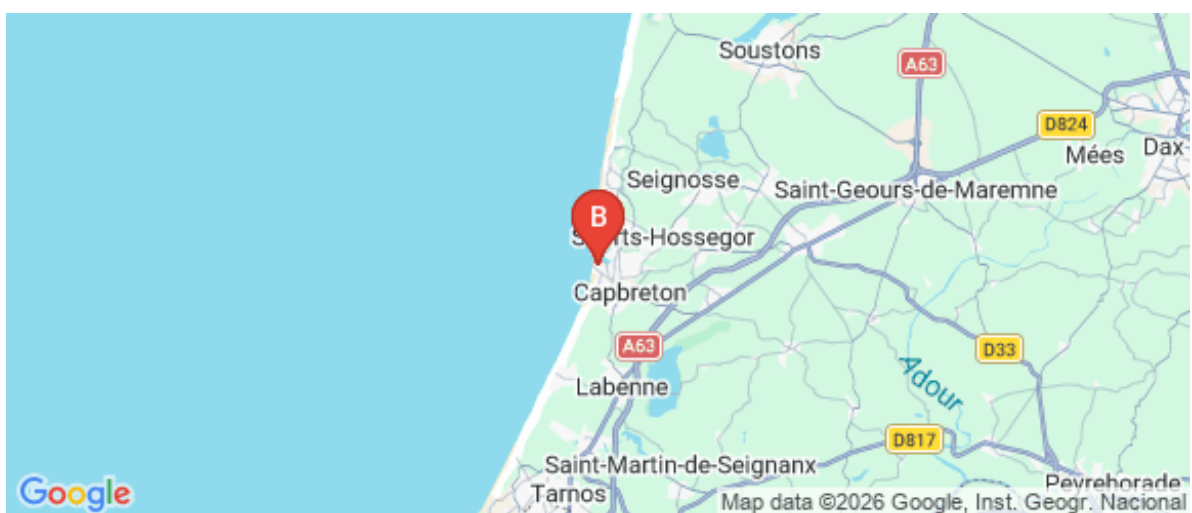 Soustons
A63
D824
Mées
Dax
Seignosse
Saint-Geours-de-Maremne
B
Capbreton
A63
D33
Labenne
Adour
D817
Saint-Martin-de-Seignanx
Peyrehorade
Tarnos
Google
Map data ©2026 Google, Inst. Geogr. Nacional